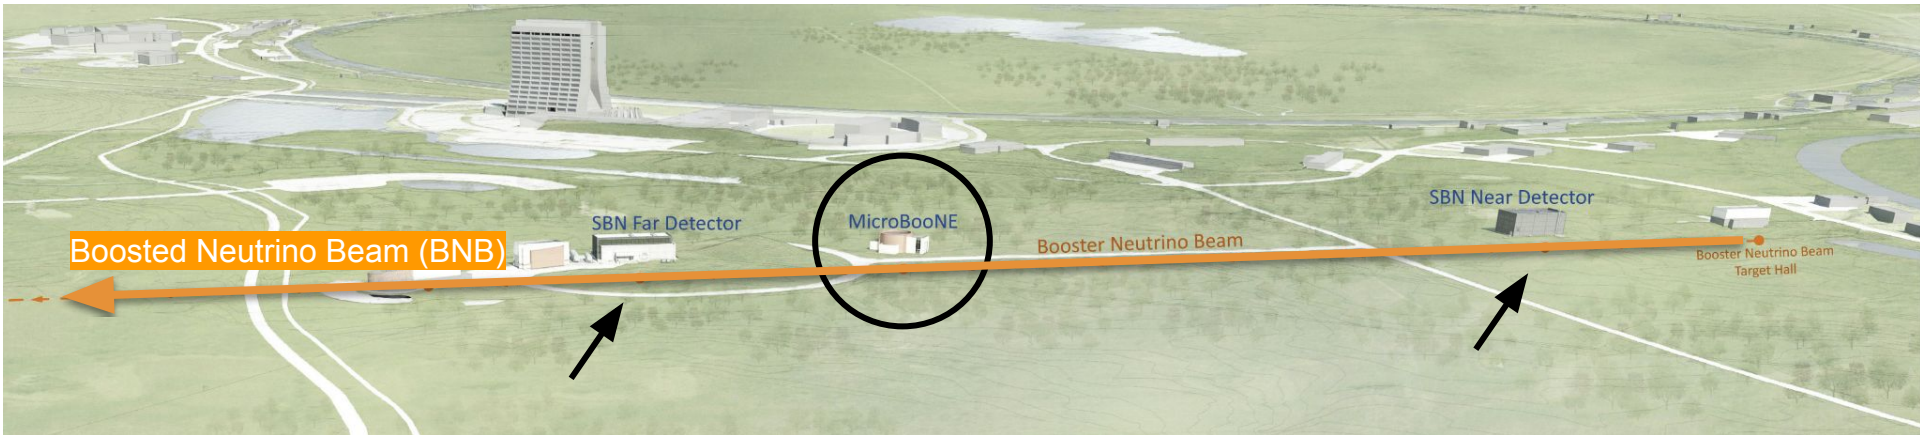 SBN Near Detector
SBN Far Detector
MicroBooNE
Boosted Neutrino Beam (BNB)
Booster Neutrino Beam
Booster Neutrino Beam
Target Hall